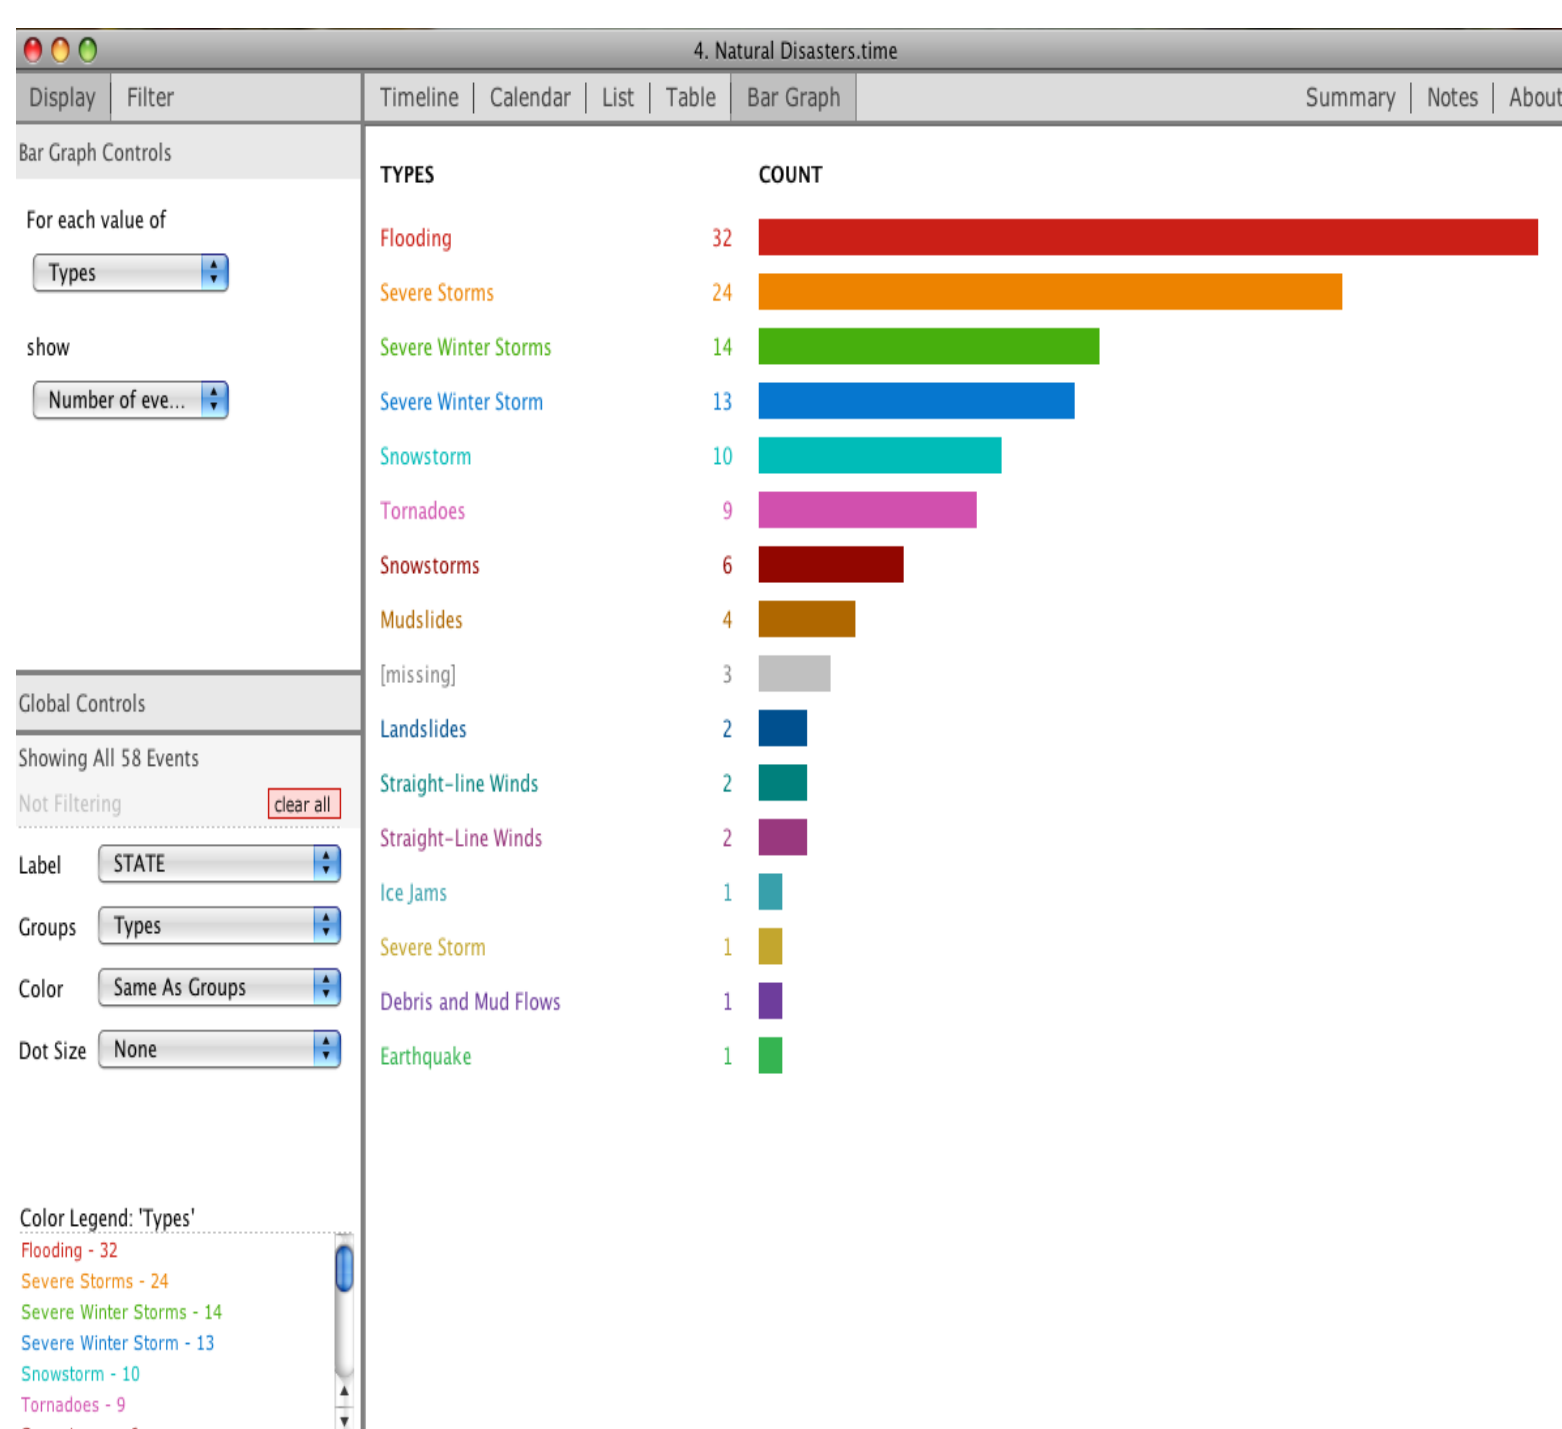 4. Natural Disasters.time
Display Filter Timeline Calendar List Table Bar Graph Summary Notes About
Bar Graph Controls
For each value of
Types
show
Number of eve...
Global Controls
Showing All 58 Events
Not Filtering clear all
Label STATE
Groups Types
Color Same As Groups
Dot Size None
Color Legend: 'Types'
Flooding - 32
Severe Storms - 24
Severe Winter Storms - 14
Severe Winter Storm - 13
Snowstorm - 10
Tornadoes - 9
TYPES COUNT
Flooding 32
Severe Storms 24
Severe Winter Storms 14
Severe Winter Storm 13
Snowstorm 10
Tornadoes 9
Snowstorms 6
Mudslides 4
[missing] 3
Landslides 2
Straight-line Winds 2
Straight-Line Winds 2
Ice Jams 1
Severe Storm 1
Debris and Mud Flows 1
Earthquake 1